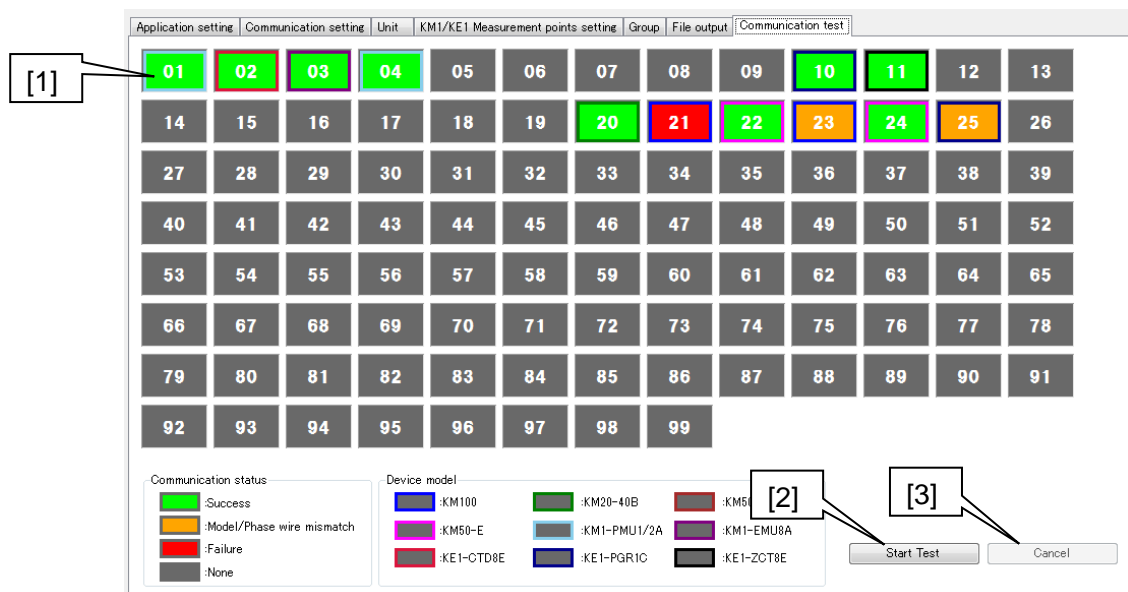 Application setting Communication setting Unit KM1/KE1 Measurement points setting Group File output Communication test
[1]
01 02 03 04 05 06 07 08 09 10 11 12 13
14 15 16 17 18 19 20 21 22 23 24 25 26
27 28 29 30 31 32 33 34 35 36 37 38 39
40 41 42 43 44 45 46 47 48 49 50 51 52
53 54 55 56 57 58 59 60 61 62 63 64 65
66 67 68 69 70 71 72 73 74 75 76 77 78
79 80 81 82 83 84 85 86 87 88 89 90 91
92 93 94 95 96 97 98 99
Communication status
:Success
:Model/Phase wire mismatch
:Failure
:None
Device model
:KM100 :KM20-40B
:KM50-E :KM1-PMU1/2A :KM1-EMU8A
:KE1-CTD8E :KE1-PGR1C :KE1-ZCT8E
[2]
[3]
Start Test Cancel